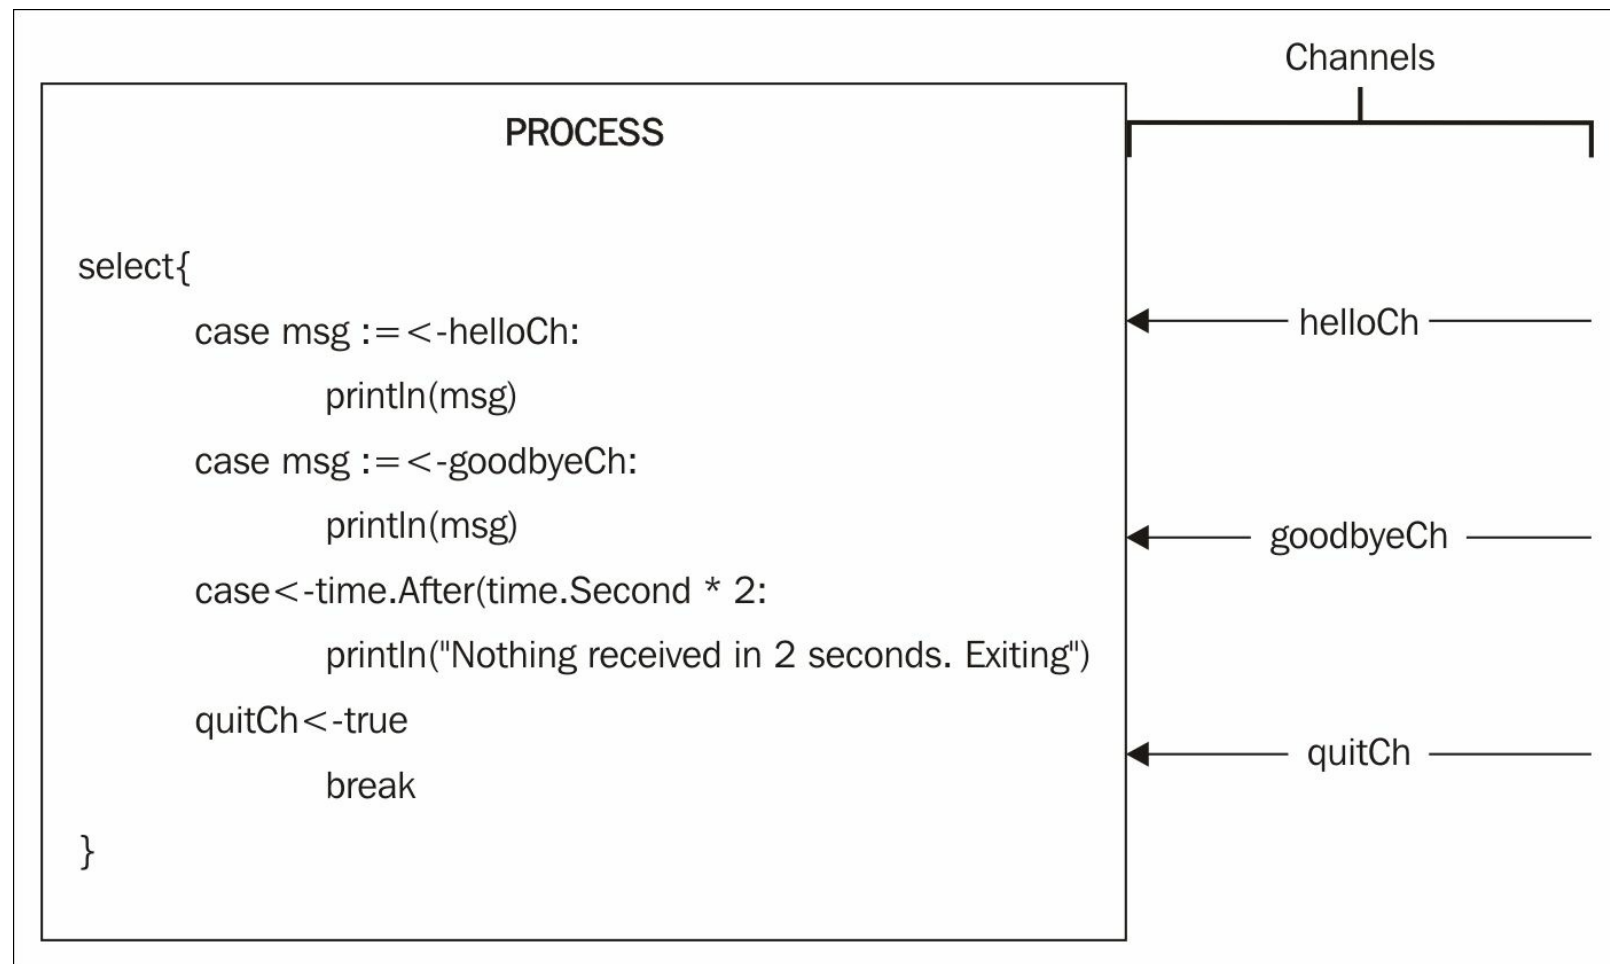 Channels
PROCESS
select{
case msg :=<-helloCh:
println(msg)
case msg :=<-goodbyeCh:
println(msg)
case<-time.After(time.Second * 2:
println("Nothing received in 2 seconds. Exiting")
quitCh<-true
break
}
helloCh
goodbyeCh
quitCh